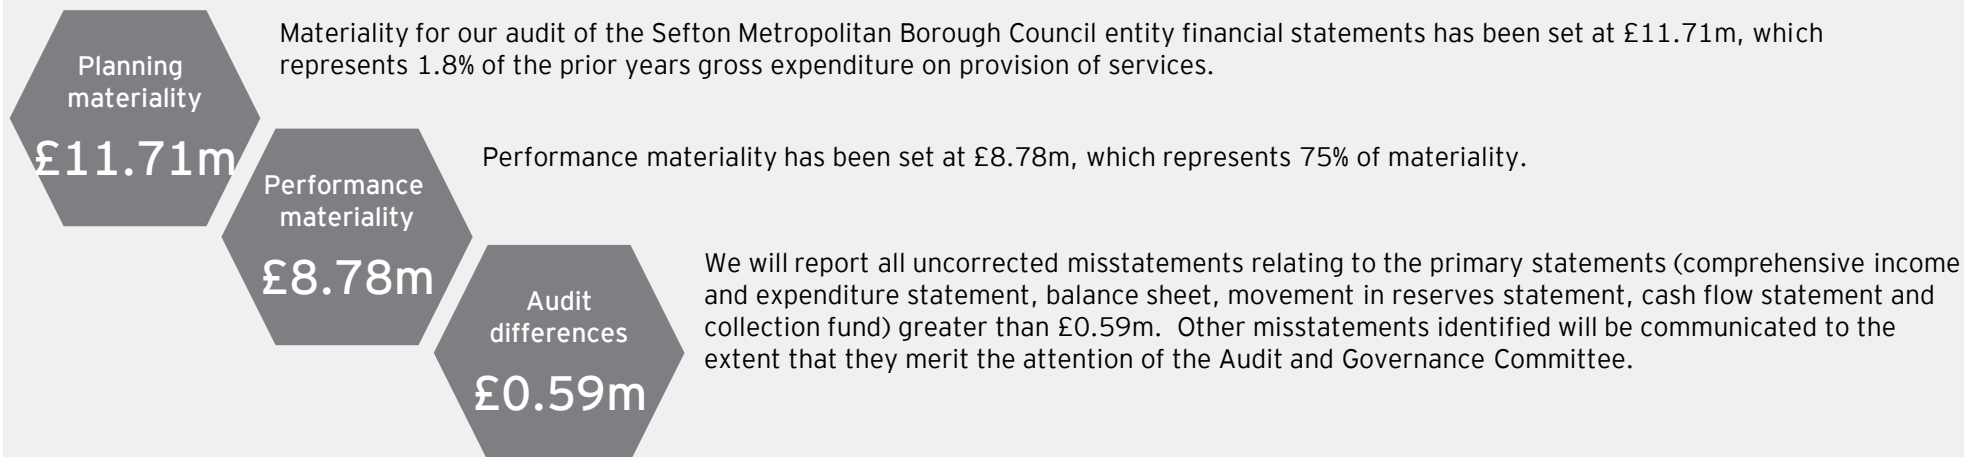 Planning
materiality
£11.71m
Materiality for our audit of the Sefton Metropolitan Borough Council entity financial statements has been set at £11.71m, which
represents 1.8% of the prior years gross expenditure on provision of services.
Performance
materiality
£8.78m
Performance materiality has been set at £8.78m, which represents 75% of materiality.
Audit
differences
£0.59m
We will report all uncorrected misstatements relating to the primary statements (comprehensive income
and expenditure statement, balance sheet, movement in reserves statement, cash flow statement and
collection fund) greater than £0.59m.  Other misstatements identified will be communicated to the
extent that they merit the attention of the Audit and Governance Committee.